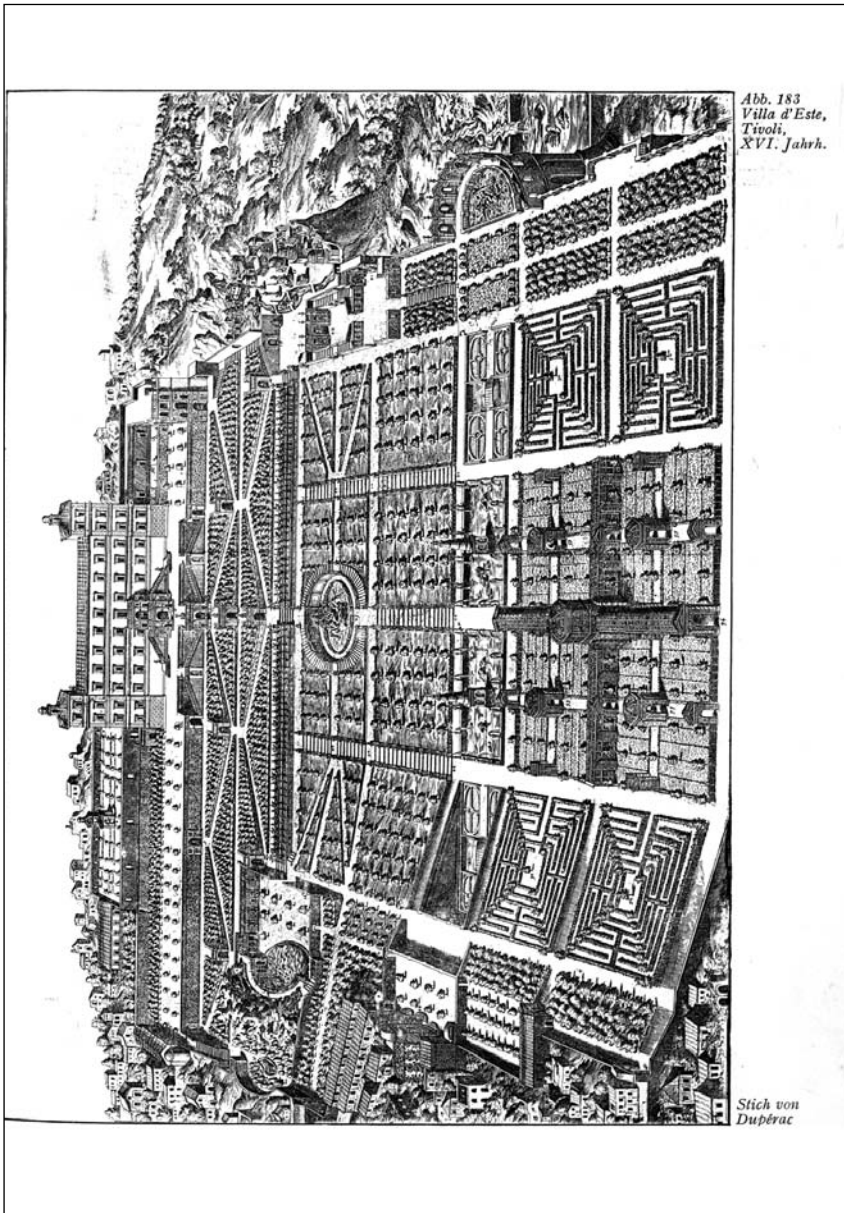 Abb. 183
Villa d'Este,
Tivoli,
XVI. Jahrh.
Stich von
Dupérac